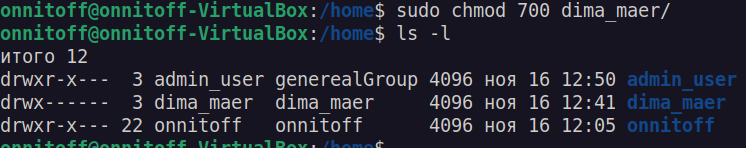 onnitoff@onnitoff-VirtualBox:/home$ sudo chmod 700 dima_maer/
onnitoff@onnitoff-VirtualBox:/home$ ls -l
итого 12
drwxr-x---  3 admin_user generealGroup 4096 ноя 16 12:50 admin_user
drwx------  3 dima_maer  dima_maer     4096 ноя 16 12:41 dima_maer
drwxr-x--- 22 onnitoff   onnitoff      4096 ноя 16 12:05 onnitoff
onnitoff@onnitoff-VirtualBox:/home$